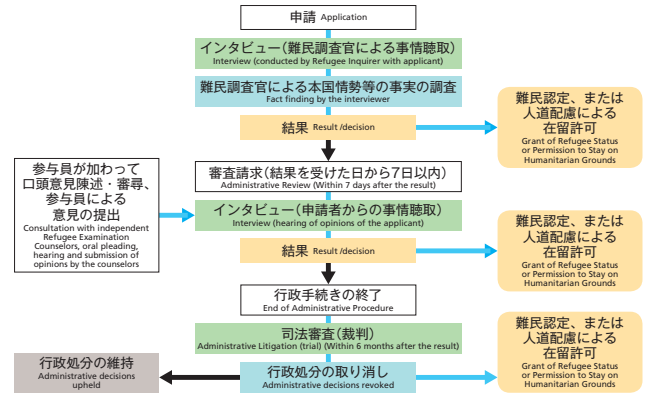 申請 Application
インタビュー(難民調査官による事情聴取)
Interview (conducted by Refugee Inquirer with applicant)
難民調査官による本国情勢等の事実の調査
Fact finding by the interviewer
結果 Result /decision
難民認定、または
人道配慮による
在留許可
Grant of Refugee Status
or Permission to Stay on
Humanitarian Grounds
審査請求(結果を受けた日から7日以内)
Administrative Review (Within 7 days after the result)
参与員が加わって
口頭意見陳述・審尋、
参与員による
意見の提出
Consultation with independent
Refugee Examination
Counselors, oral pleading,
hearing and submission of
opinions by the counselors
インタビュー(申請者からの事情聴取)
Interview (hearing of opinions of the applicant)
結果 Result /decision
難民認定、または
人道配慮による
在留許可
Grant of Refugee Status
or Permission to Stay on
Humanitarian Grounds
行政手続きの終了
End of Administrative Procedure
司法審査(裁判)
Administrative Litigation (trial) (Within 6 months after the result)
行政処分の維持
Administrative decisions
upheld
行政処分の取り消し
Administrative decisions revoked
難民認定、または
人道配慮による
在留許可
Grant of Refugee Status
or Permission to Stay on
Humanitarian Grounds